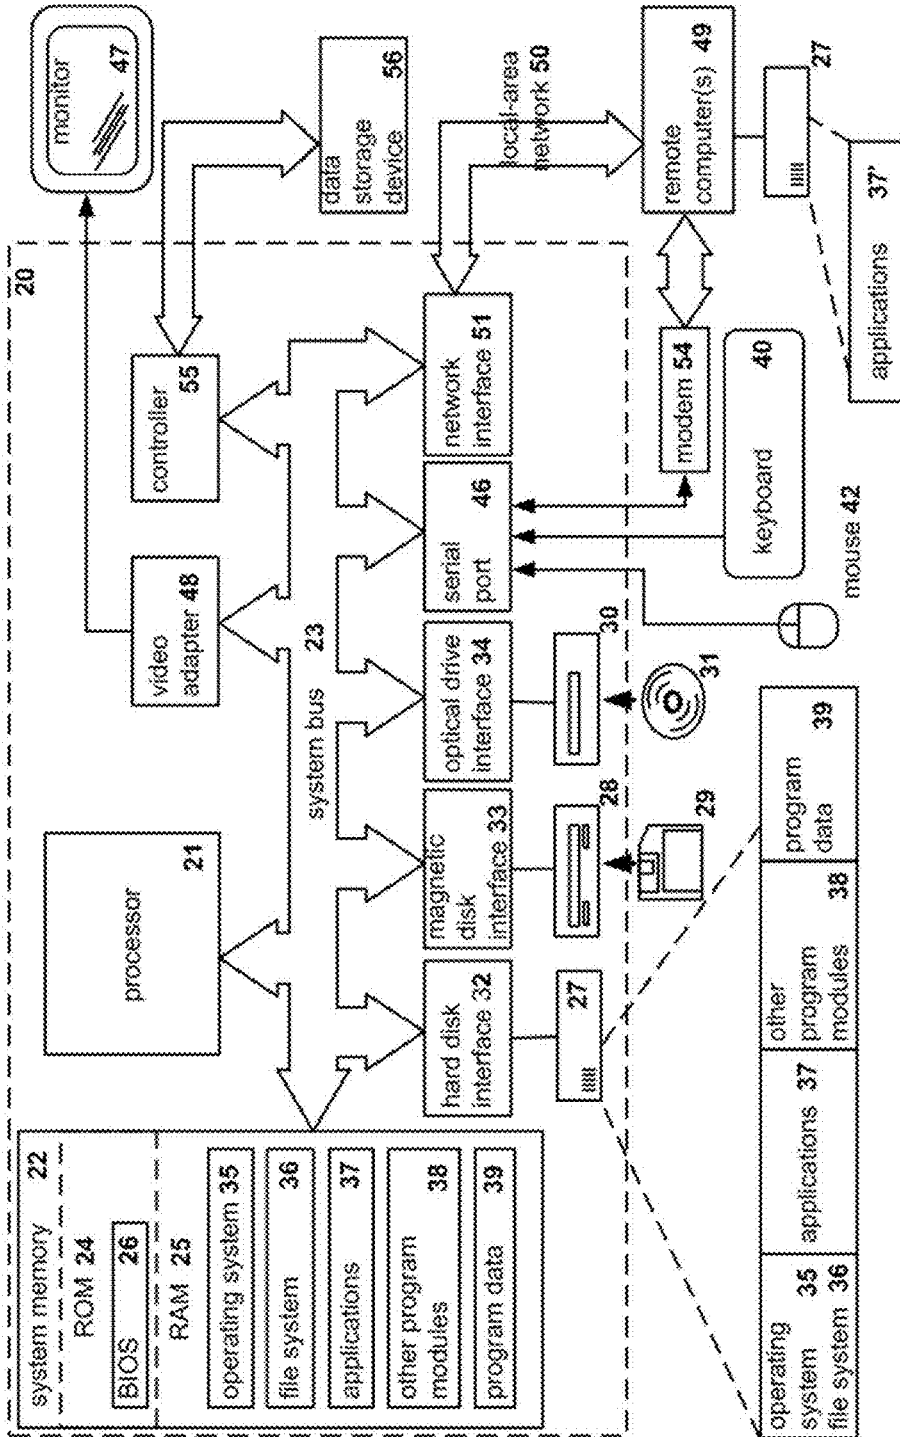 20
system memory 22
ROM 24
BIOS 26
RAM 25
operating system 35
file system 36
applications 37
other program
modules 38
program data 39
processor
21
video
adapter 48
controller
55
monitor
47
data
storage
device
56
system bus
23
hard disk
interface 32
magnetic
disk
interface 33
optical drive
interface 34
serial
port
46
network
interface 51
local-area
network 50
27
28
30
29
31
modem 54
remote
computer(s) 49
27
keyboard
40
mouse 42
applications
37'
operating
system 35
file system 36
applications 37
other
program
modules
38
program
data
39